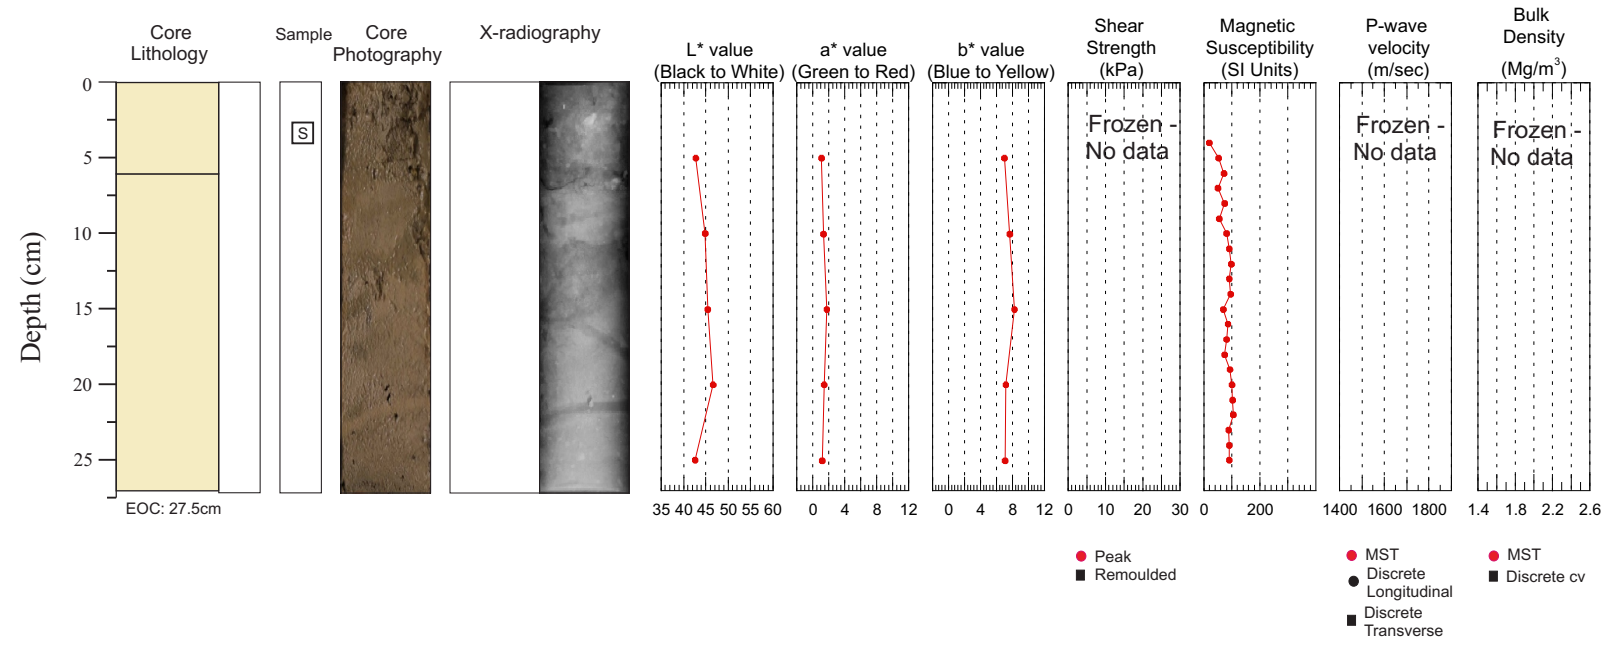 Core
Lithology
Sample
Core
Photography
X-radiography
L* value
(Black to White)
a* value
(Green to Red)
b* value
(Blue to Yellow)
Shear
Strength
(kPa)
Magnetic
Susceptibility
(SI Units)
P-wave
velocity
(m/sec)
Bulk
Density
(Mg/m³)
Depth (cm)
0
5
10
15
20
25
S
Frozen -
No data
Frozen -
No data
Frozen -
No data
EOC: 27.5cm
35 40 45 50 55 60
0 4 8 12
0 4 8 12
0 10 20 30
0 200
1400 1600 1800
1.4 1.8 2.2 2.6
Peak
Remoulded
MST
Discrete
Longitudinal
Discrete
Transverse
MST
Discrete cv